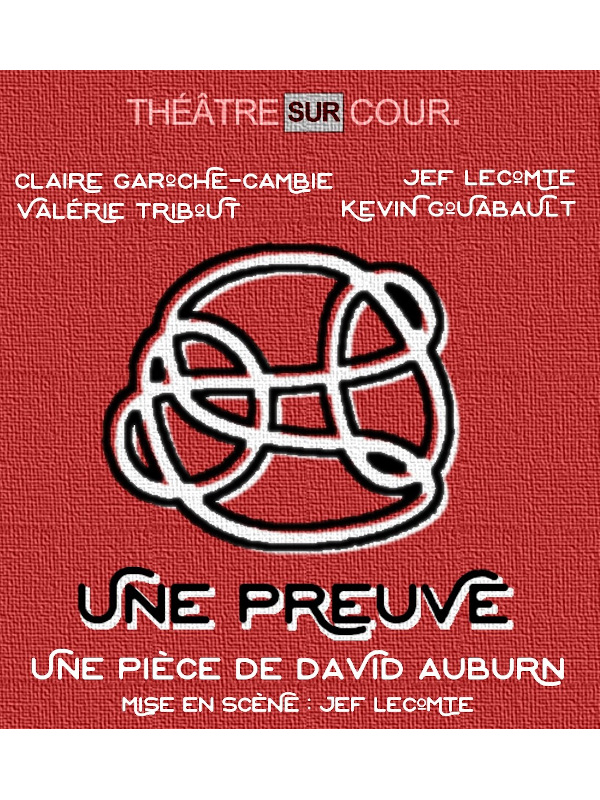 THÉÂTRE SUR COUR.
CLAIRE GAROCHE-CAMBIE
VALÉRIE TRIBOUT
JEF LECOMTE
KEVIN GOUABAULT
UNE PREUVE
UNE PIÈCE DE DAVID AUBURN
MISE EN SCÈNE : JEF LECOMTE